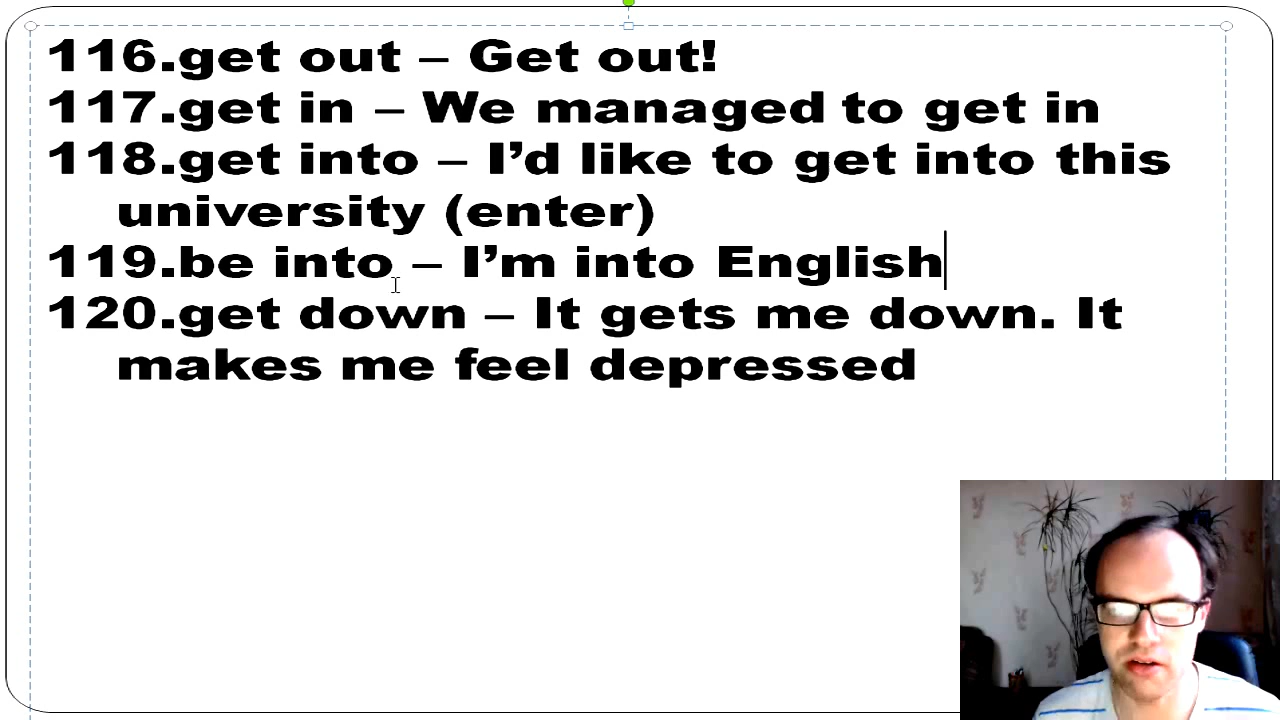 116.get out – Get out!
117.get in – We managed to get in
118.get into – I’d like to get into this
university (enter)
119.be into – I’m into English
120.get down – It gets me down. It
makes me feel depressed